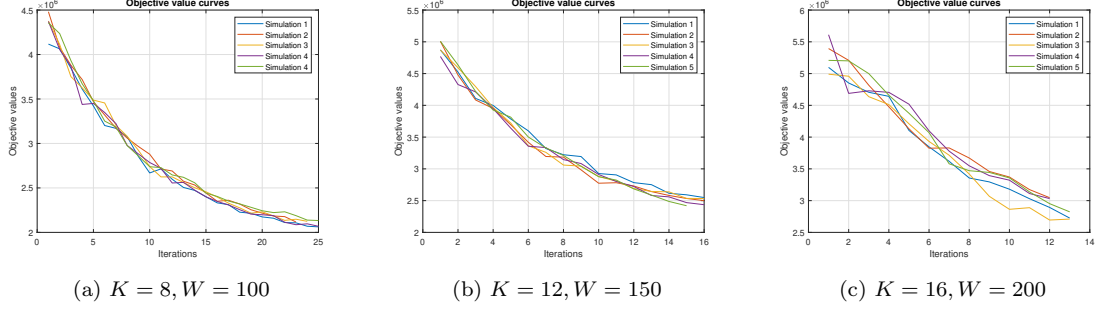 Objective value curves
×10⁶
4.5
4
3.5
3
2.5
2
0 5 10 15 20 25
Iterations
Objective values
Simulation 1
Simulation 2
Simulation 3
Simulation 4
Simulation 4
(a) K = 8, W = 100
Objective value curves
×10⁶
5.5
5
4.5
4
3.5
3
2.5
2
0 2 4 6 8 10 12 14 16
Iterations
Objective values
Simulation 1
Simulation 2
Simulation 3
Simulation 4
Simulation 5
(b) K = 12, W = 150
Objective value curves
×10⁶
6
5.5
5
4.5
4
3.5
3
2.5
0 2 4 6 8 10 12 14
Iterations
Objective values
Simulation 1
Simulation 2
Simulation 3
Simulation 4
Simulation 5
(c) K = 16, W = 200